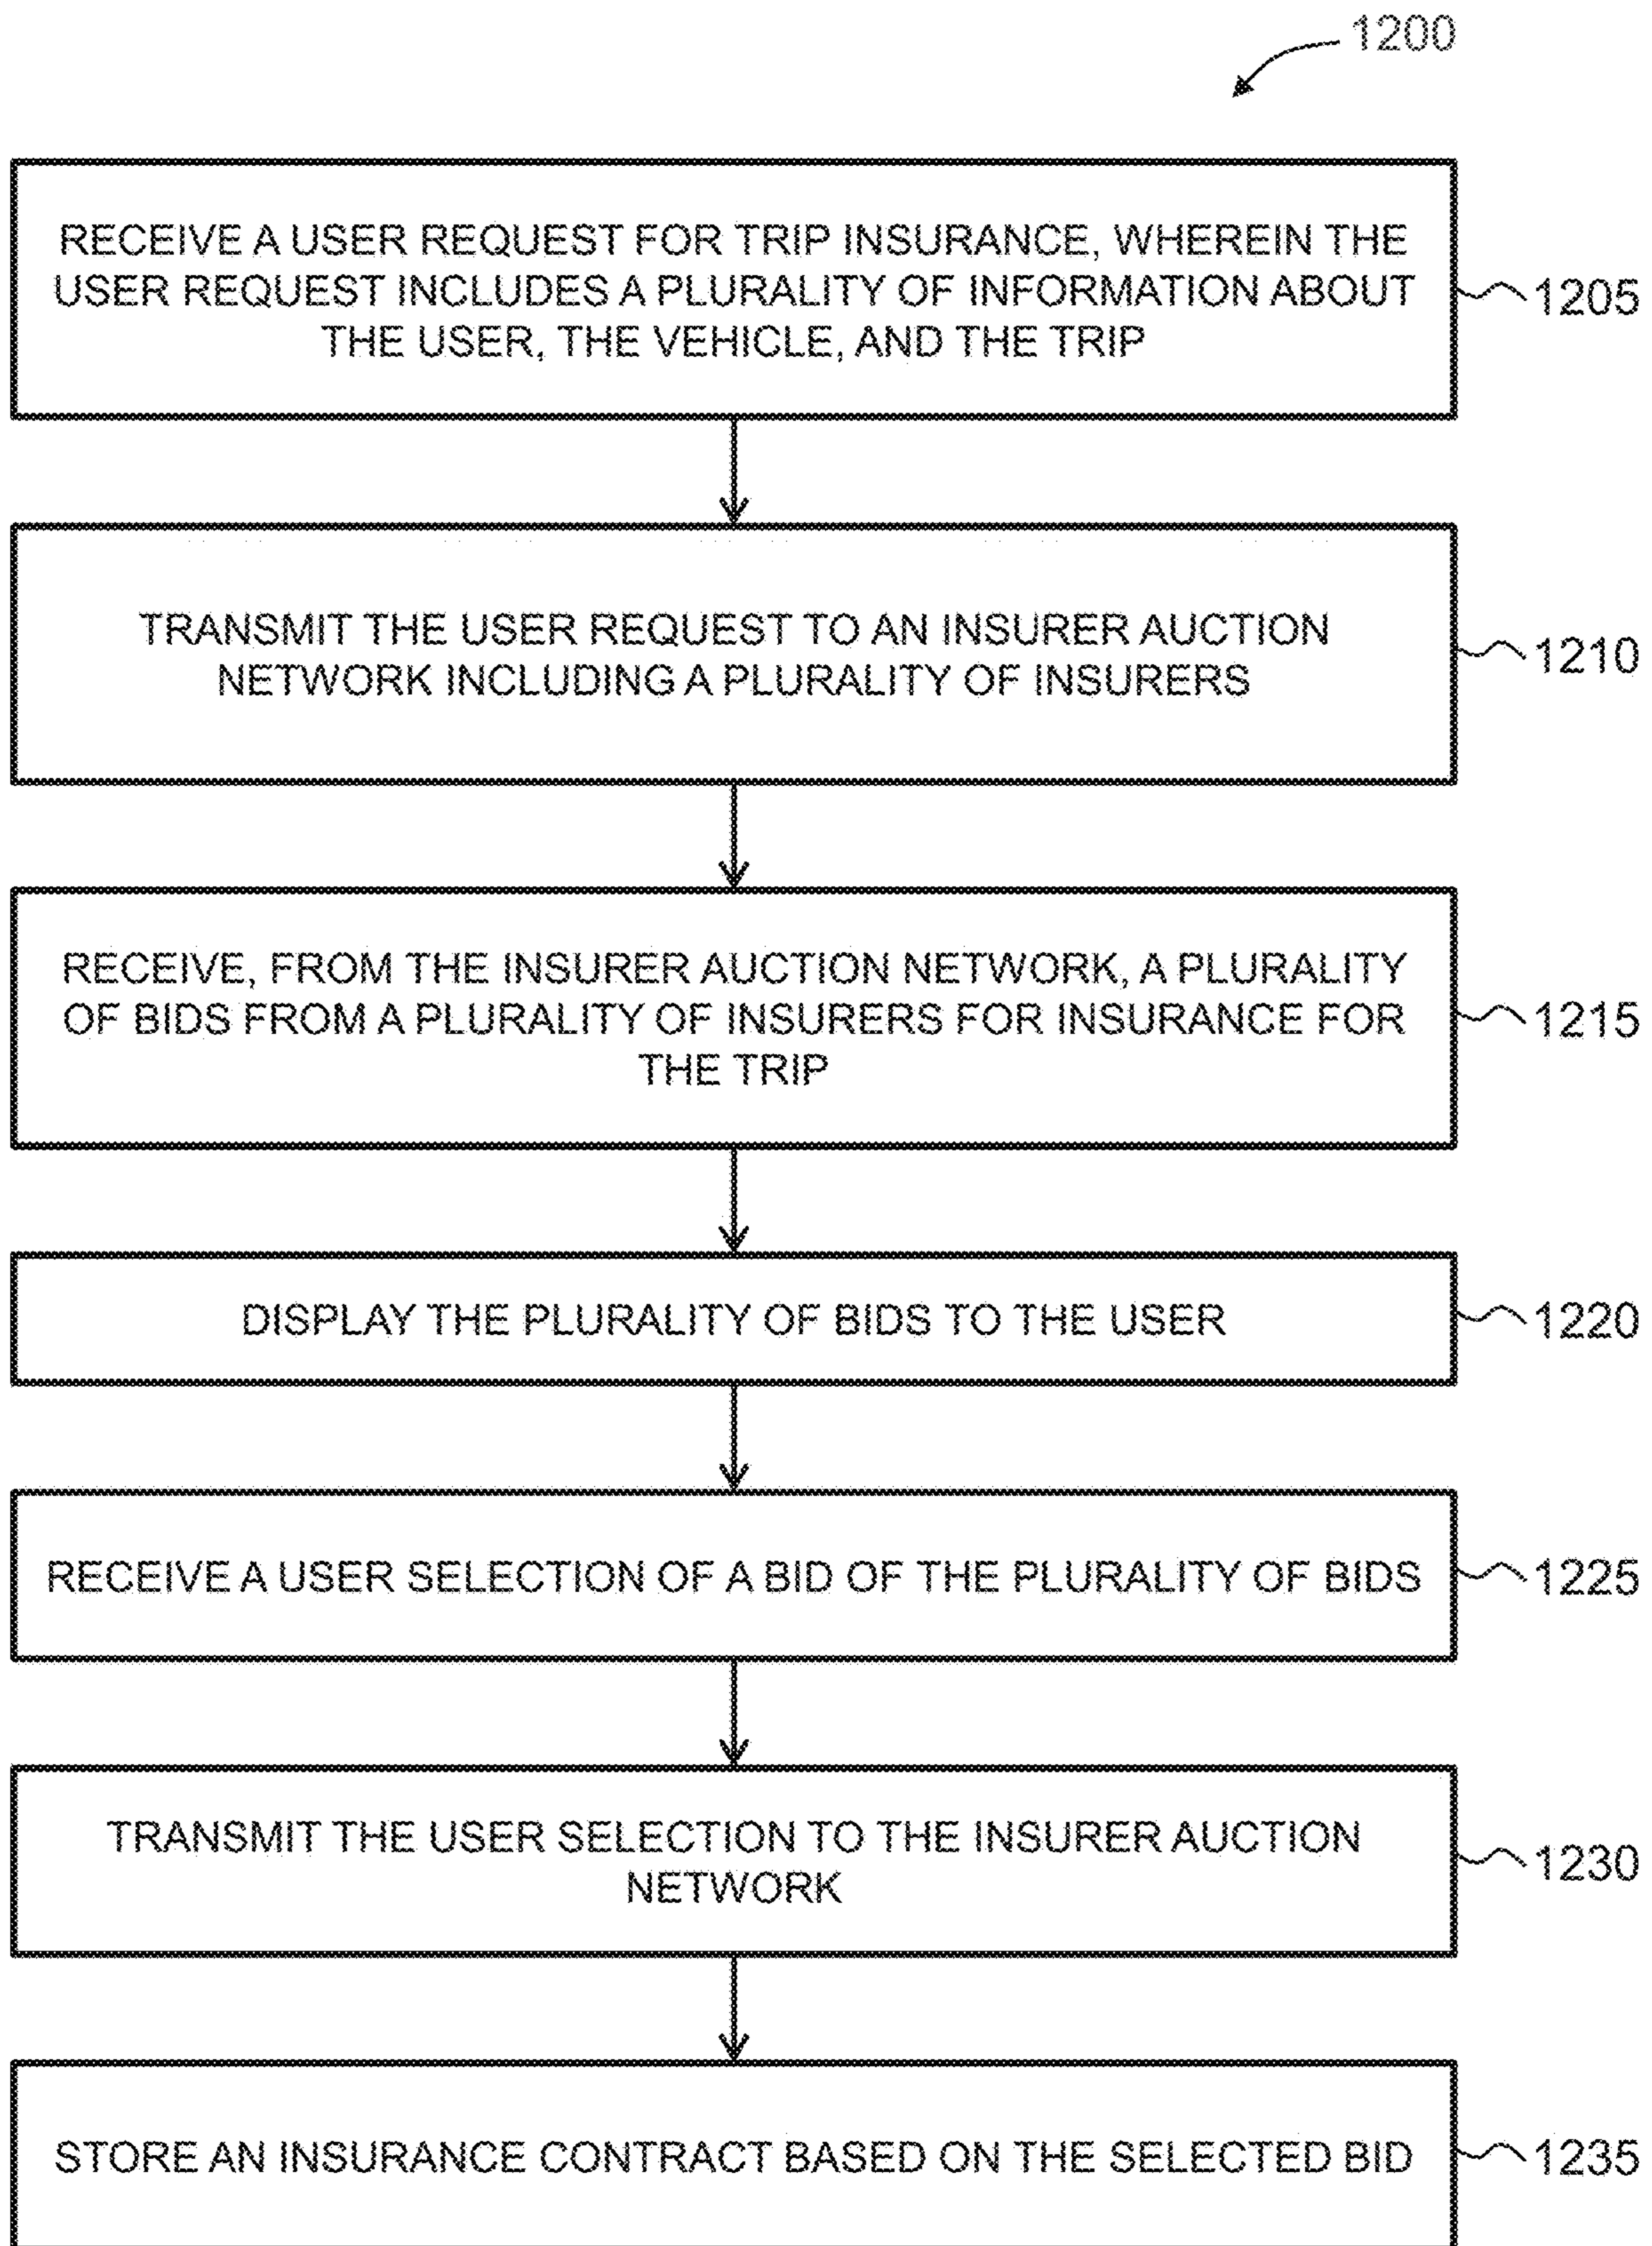 1200
RECEIVE A USER REQUEST FOR TRIP INSURANCE, WHEREIN THE
USER REQUEST INCLUDES A PLURALITY OF INFORMATION ABOUT
THE USER, THE VEHICLE, AND THE TRIP
1205
TRANSMIT THE USER REQUEST TO AN INSURER AUCTION
NETWORK INCLUDING A PLURALITY OF INSURERS
1210
RECEIVE, FROM THE INSURER AUCTION NETWORK, A PLURALITY
OF BIDS FROM A PLURALITY OF INSURERS FOR INSURANCE FOR
THE TRIP
1215
DISPLAY THE PLURALITY OF BIDS TO THE USER
1220
RECEIVE A USER SELECTION OF A BID OF THE PLURALITY OF BIDS
1225
TRANSMIT THE USER SELECTION TO THE INSURER AUCTION
NETWORK
1230
STORE AN INSURANCE CONTRACT BASED ON THE SELECTED BID
1235